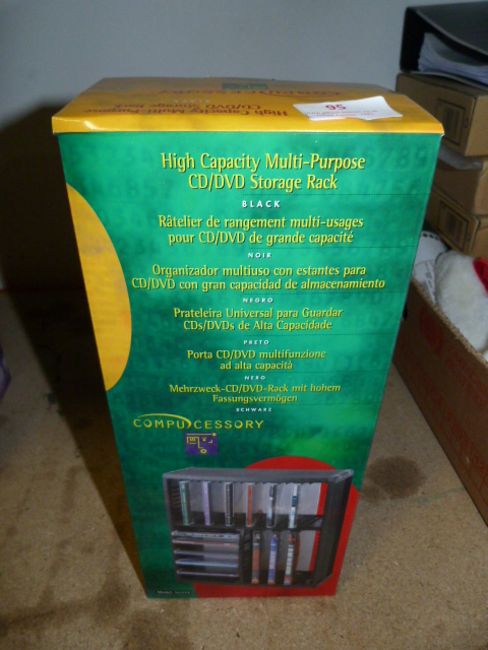 COMPUCESSORY
High Capacity Multi-Purpose
CD/DVD Storage Rack
95
High Capacity Multi-Purpose
CD/DVD Storage Rack
BLACK
Râtelier de rangement multi-usages
pour CD/DVD de grande capacité
NOIR
Organizador multiuso con estantes para
CD/DVD con gran capacidad de almacenamiento
NEGRO
Prateleira Universal para Guardar
CDs/DVDs de Alta Capacidade
PRETO
Porta CD/DVD multifunzione
ad alta capacità
NERO
Mehrzweck-CD/DVD-Rack mit hohem
Fassungsvermögen
SCHWARZ
COMPUCESSORY